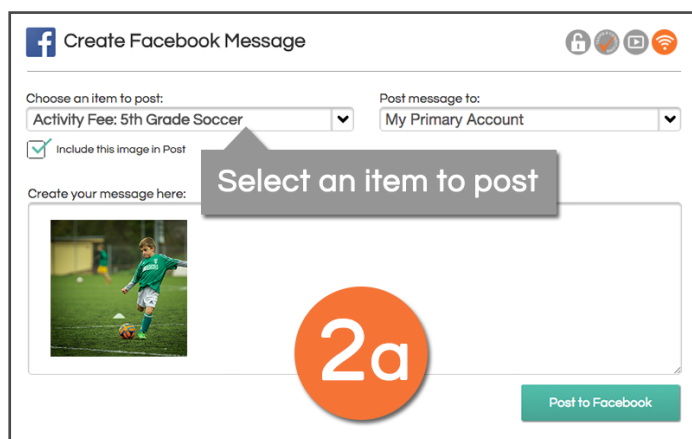 Create Facebook Message
Choose an item to post:
Post message to:
Activity Fee: 5th Grade Soccer
My Primary Account
Include this image in Post
Select an item to post
Create your message here:
2a
Post to Facebook